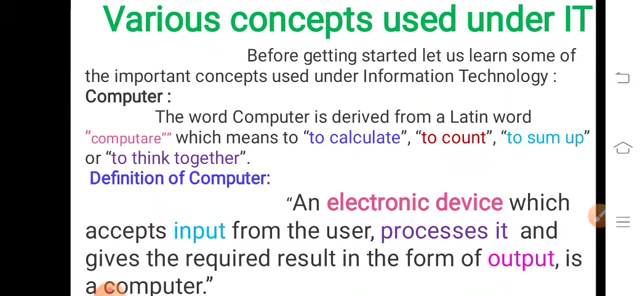 Various concepts used under IT
Before getting started let us learn some of
the important concepts used under Information Technology :
Computer :
The word Computer is derived from a Latin word
“computare”” which means to “to calculate”, “to count”, “to sum up”
or “to think together”.
Definition of Computer:
“An electronic device which
accepts input from the user, processes it and
gives the required result in the form of output, is
a computer.”